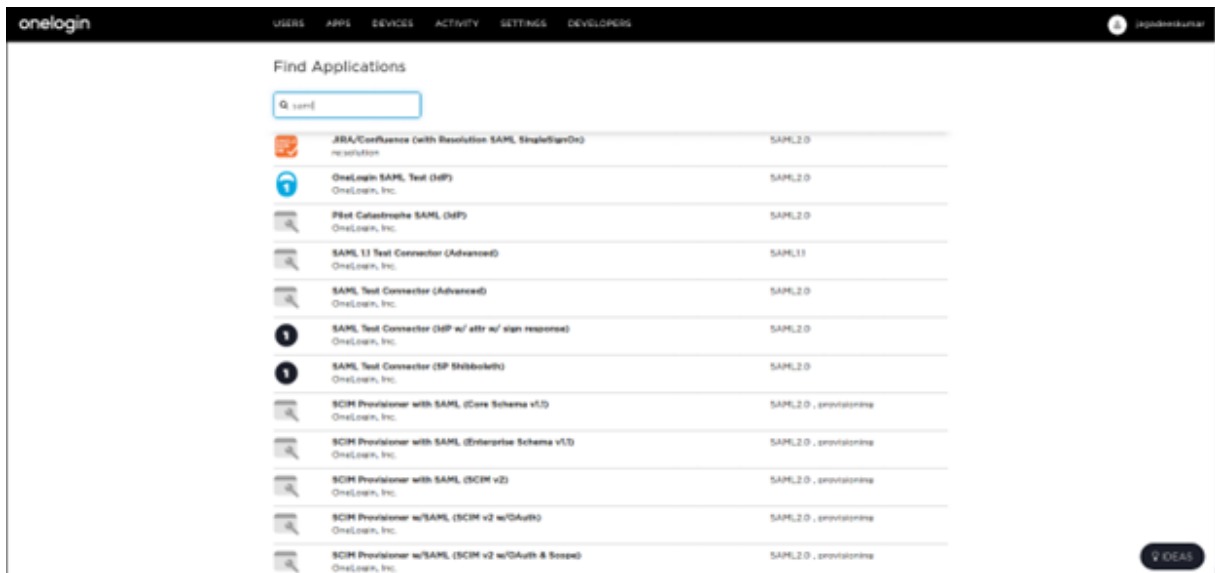 onelogin
USERS APPS DEVICES ACTIVITY SETTINGS DEVELOPERS
jagadeeskumar
Find Applications
saml
JIRA/Confluence (with Resolution SAML SingleSignOn) SAML2.0
re:solution
OneLogin SAML Test (IdP) SAML2.0
OneLogin, Inc.
Pilot Catastrophe SAML (IdP) SAML2.0
OneLogin, Inc.
SAML 1.1 Test Connector (Advanced) SAML1.1
OneLogin, Inc.
SAML Test Connector (Advanced) SAML2.0
OneLogin, Inc.
SAML Test Connector (IdP w/ attr w/ sign response) SAML2.0
OneLogin, Inc.
SAML Test Connector (SP Shibboleth) SAML2.0
OneLogin, Inc.
SCIM Provisioner with SAML (Core Schema v1.1) SAML2.0 , provisioning
OneLogin, Inc.
SCIM Provisioner with SAML (Enterprise Schema v1.1) SAML2.0 , provisioning
OneLogin, Inc.
SCIM Provisioner with SAML (SCIM v2) SAML2.0 , provisioning
OneLogin, Inc.
SCIM Provisioner w/SAML (SCIM v2 w/OAuth) SAML2.0 , provisioning
OneLogin, Inc.
SCIM Provisioner w/SAML (SCIM v2 w/OAuth & Scope) SAML2.0 , provisioning
OneLogin, Inc.
IDEAS